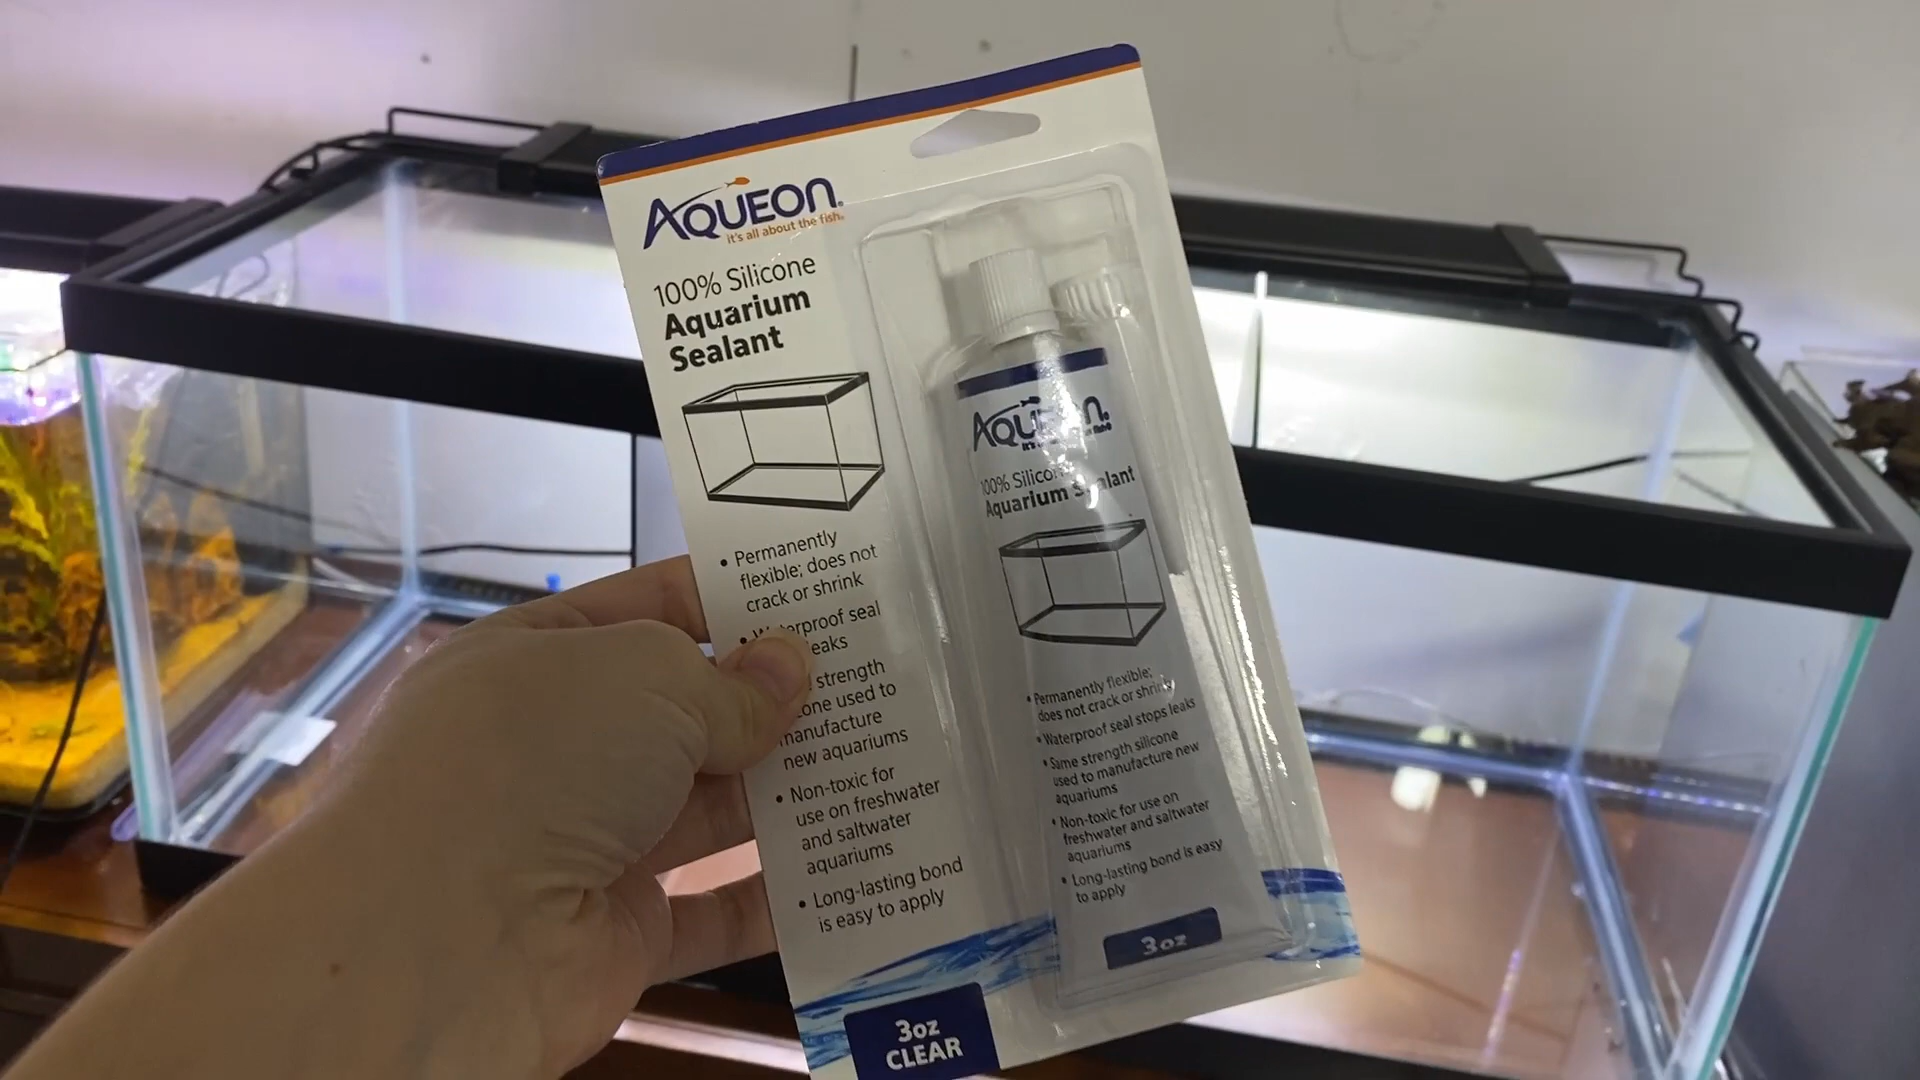 AQUEON®
it's all about the fish®
100% Silicone
Aquarium
Sealant
• Permanently
flexible; does not
crack or shrink
• erproof seal
eaks
strength
cone used to
manufacture
new aquariums
• Non-toxic for
use on freshwater
and saltwater
aquariums
• Long-lasting bond
is easy to apply
3oz
CLEAR
AQUEON®
100% Silicone
Aquarium Sealant
• Permanently flexible;
does not crack or shrink
• Waterproof seal stops leaks
• Same strength silicone
used to manufacture new
aquariums
• Non-toxic for use on
freshwater and saltwater
aquariums
• Long-lasting bond is easy
to apply
3oz